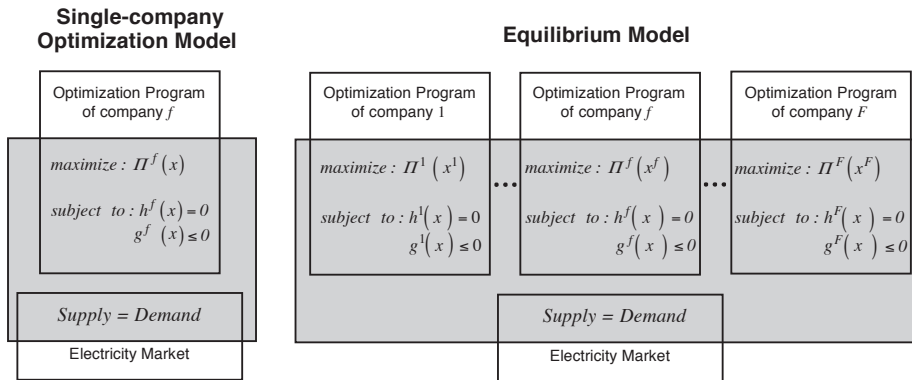 Single-company
Optimization Model
Optimization Program
of company f
maximize : Π^f (x)
subject to : h^f (x) = 0
g^f (x) ≤ 0
Supply = Demand
Electricity Market
Equilibrium Model
Optimization Program
of company 1
maximize : Π^1 (x^1)
subject to : h^1(x) = 0
g^1(x) ≤ 0
...
Optimization Program
of company f
maximize : Π^f (x^f)
subject to : h^f(x) = 0
g^f(x) ≤ 0
...
Optimization Program
of company F
maximize : Π^F (x^F)
subject to : h^F(x) = 0
g^F(x) ≤ 0
Supply = Demand
Electricity Market